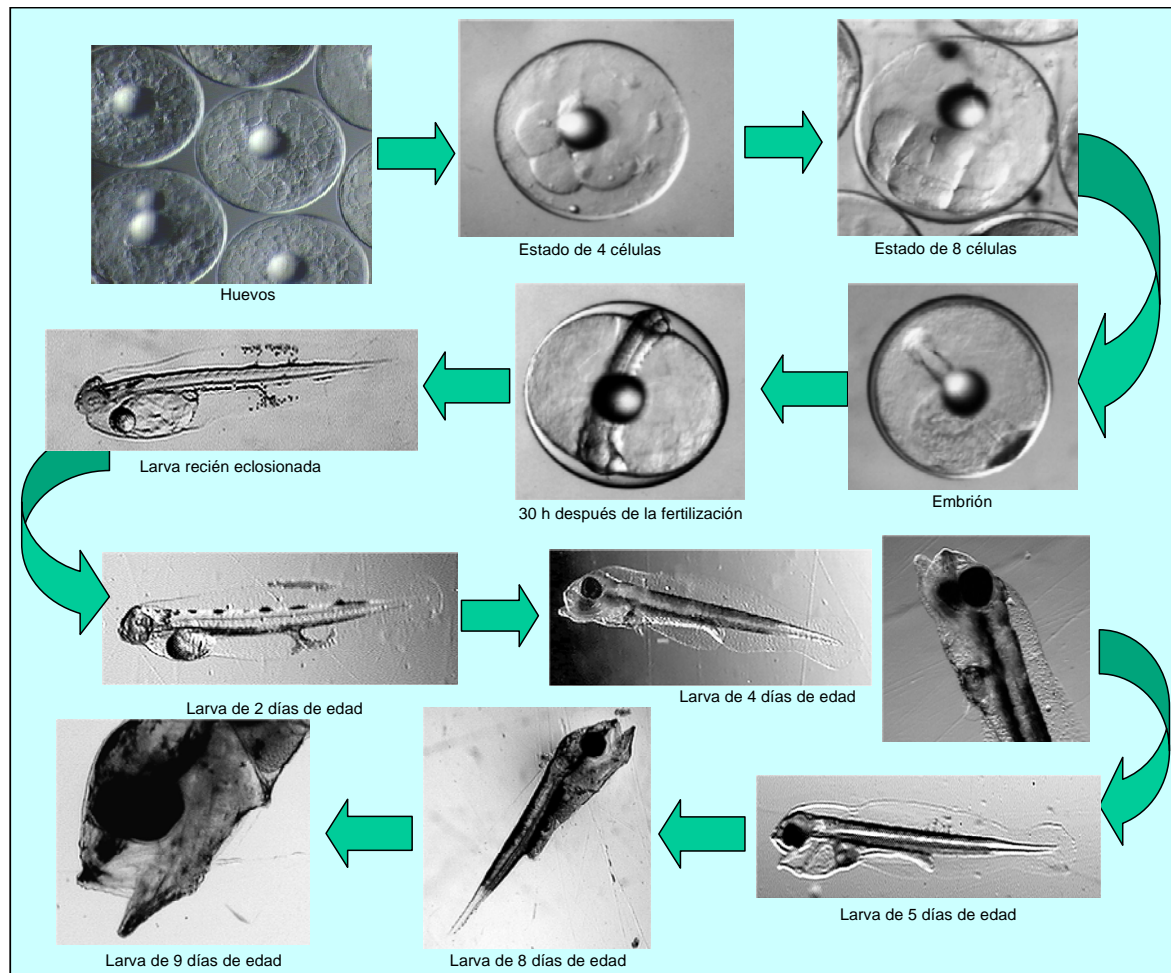 Huevos
Estado de 4 células
Estado de 8 células
Embrión
30 h después de la fertilización
Larva recién eclosionada
Larva de 2 días de edad
Larva de 4 días de edad
Larva de 5 días de edad
Larva de 8 días de edad
Larva de 9 días de edad